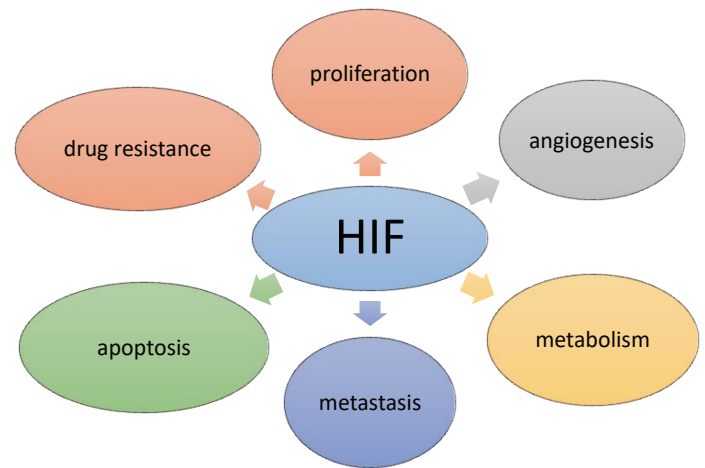 proliferation
drug resistance
angiogenesis
HIF
apoptosis
metabolism
metastasis